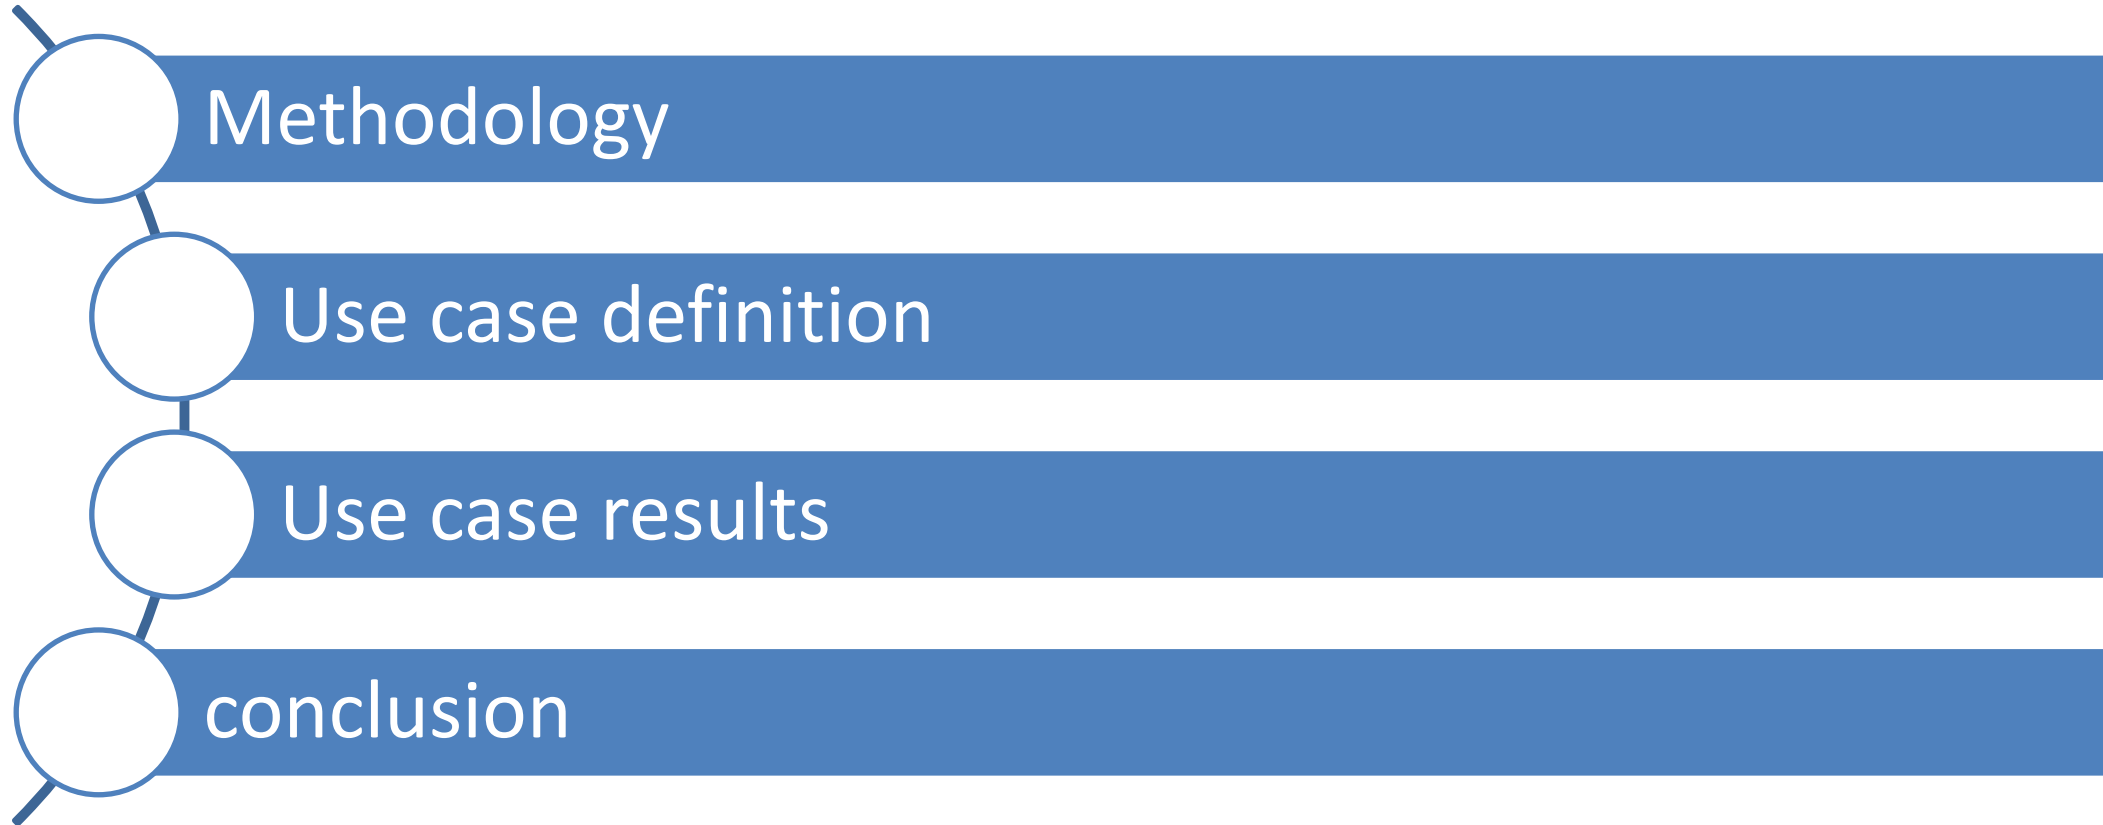 Methodology
Use case definition
Use case results
conclusion